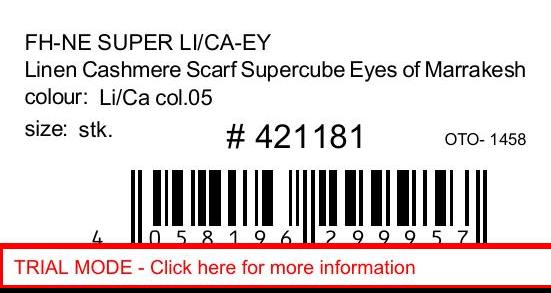 FH-NE SUPER LI/CA-EY
Linen Cashmere Scarf Supercube Eyes of Marrakesh
colour: Li/Ca col.05
size: stk.
# 421181
OTO- 1458
4 058196 299957
TRIAL MODE - Click here for more information